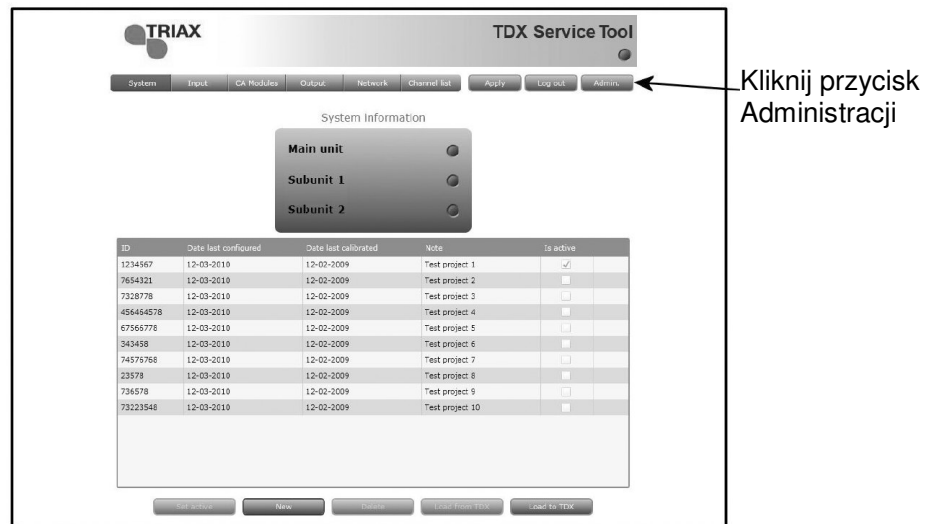 TRIAX
TDX Service Tool
System Input CA Modules Output Network Channel list Apply Log out Admin.
Kliknij przycisk
Administracji
System Information
Main unit
Subunit 1
Subunit 2
ID Date last configured Date last calibrated Note Is active
1234567 12-03-2010 12-02-2009 Test project 1
7654321 12-03-2010 12-02-2009 Test project 2
7328778 12-03-2010 12-02-2009 Test project 3
456464578 12-03-2010 12-02-2009 Test project 4
67566778 12-03-2010 12-02-2009 Test project 5
343458 12-03-2010 12-02-2009 Test project 6
74576768 12-03-2010 12-02-2009 Test project 7
23578 12-03-2010 12-02-2009 Test project 8
736578 12-03-2010 12-02-2009 Test project 9
73223548 12-03-2010 12-02-2009 Test project 10
Set active New Delete Load from TDX Load to TDX